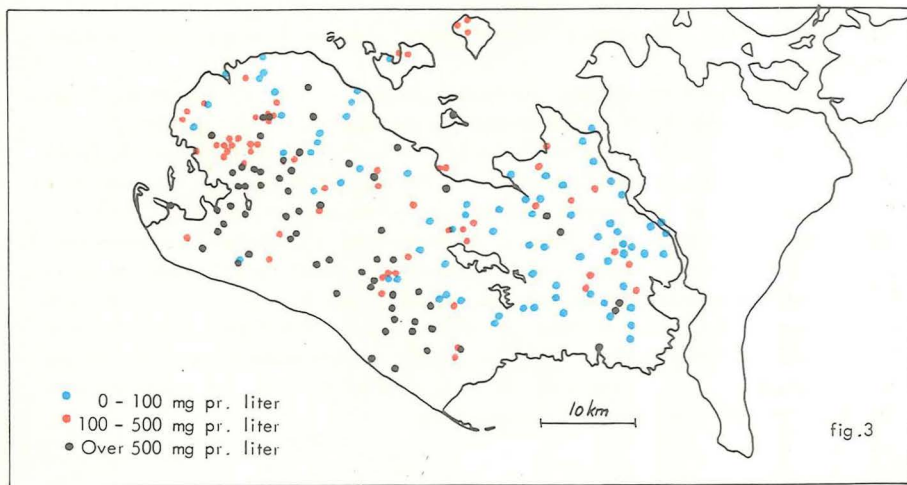 0 - 100 mg pr. liter
100 - 500 mg pr. liter
Over 500 mg pr. liter
10 km
fig.3